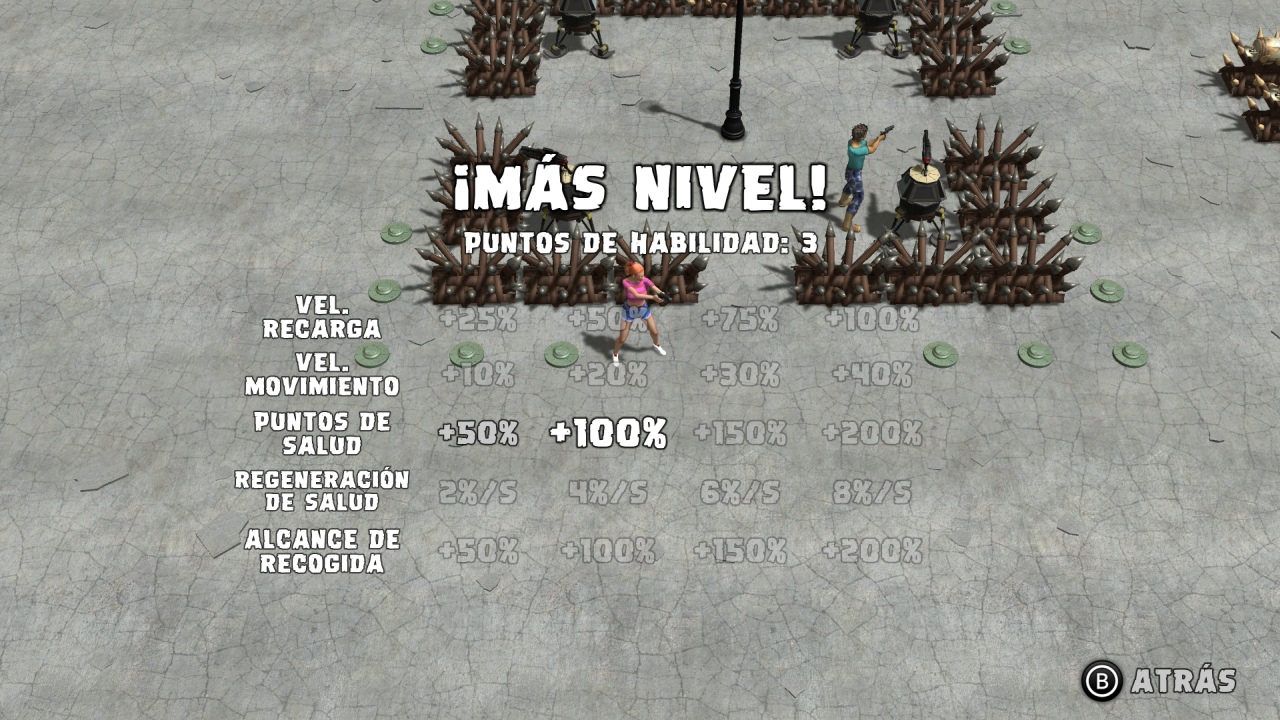 ¡MÁS NIVEL!
PUNTOS DE HABILIDAD: 3
VEL.
RECARGA
+25% +50% +75% +100%
VEL.
MOVIMIENTO
+10% +20% +30% +40%
PUNTOS DE
SALUD
+50% +100% +150% +200%
REGENERACIÓN
DE SALUD
2%/S 4%/S 6%/S 8%/S
ALCANCE DE
RECOGIDA
+50% +100% +150% +200%
B ATRÁS